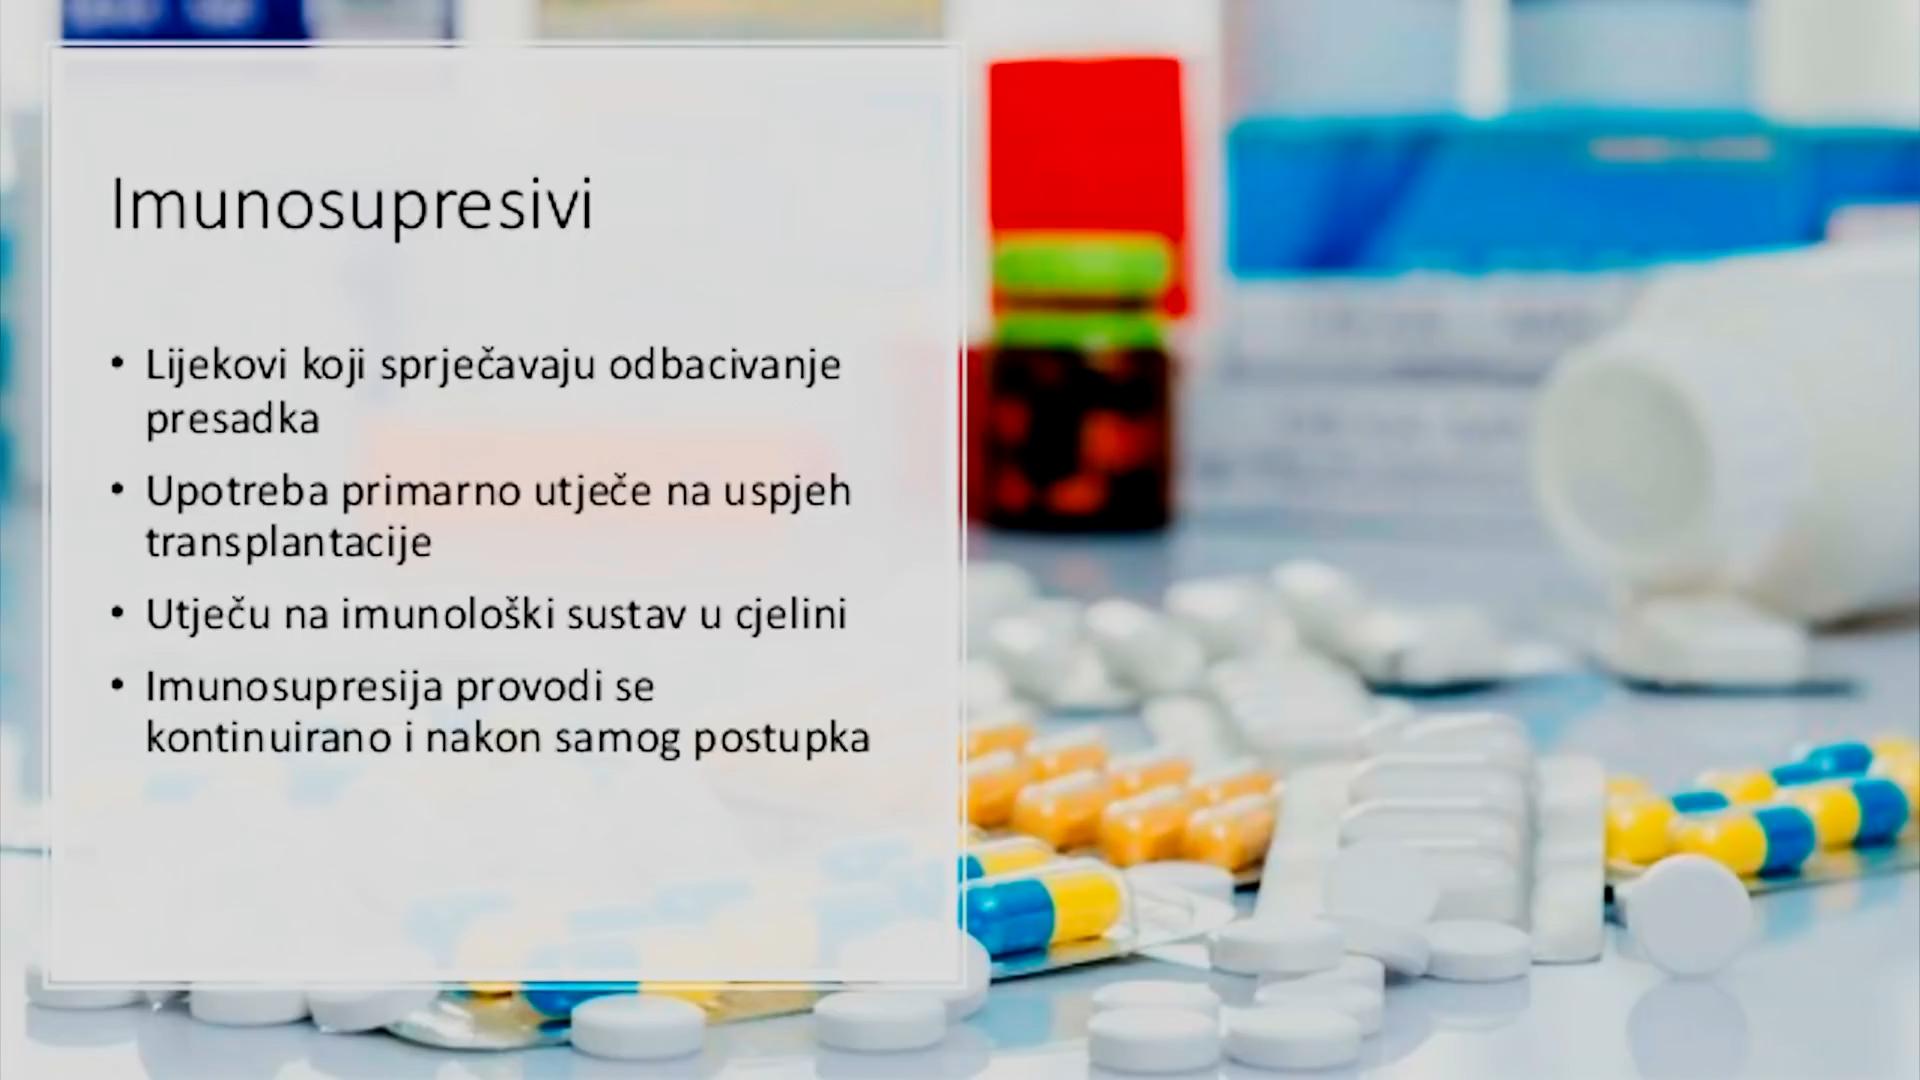 Imunosupresivi
• Lijekovi koji sprječavaju odbacivanje
presadka
• Upotreba primarno utječe na uspjeh
transplantacije
• Utječu na imunološki sustav u cjelini
• Imunosupresija provodi se
kontinuirano i nakon samog postupka